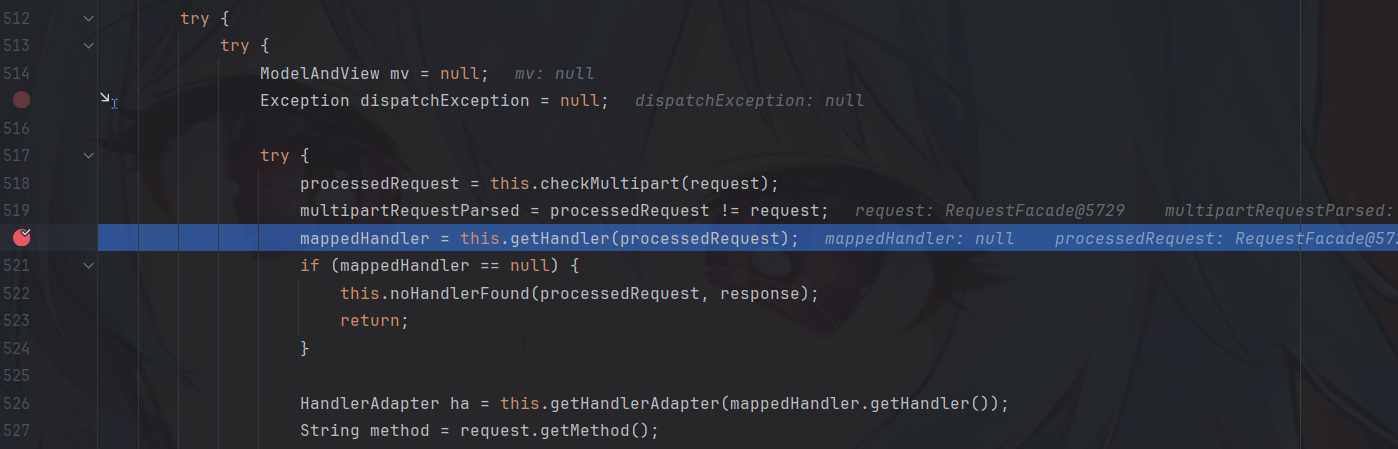 512 try {
513 try {
514 ModelAndView mv = null; mv: null
Exception dispatchException = null; dispatchException: null
516
517 try {
518 processedRequest = this.checkMultipart(request);
519 multipartRequestParsed = processedRequest != request; request: RequestFacade@5729 multipartRequestParsed:
mappedHandler = this.getHandler(processedRequest); mappedHandler: null processedRequest: RequestFacade@572
521 if (mappedHandler == null) {
522 this.noHandlerFound(processedRequest, response);
523 return;
524 }
525
526 HandlerAdapter ha = this.getHandlerAdapter(mappedHandler.getHandler());
527 String method = request.getMethod();